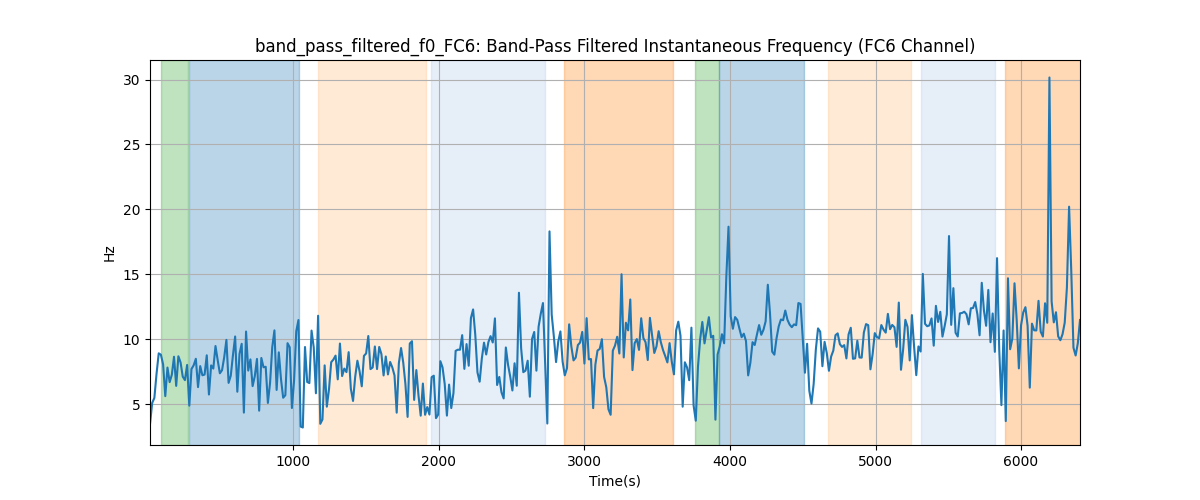 band_pass_filtered_f0_FC6: Band-Pass Filtered Instantaneous Frequency (FC6 Channel)
30
25
20
15
10
5
Hz
1000 2000 3000 4000 5000 6000
Time(s)